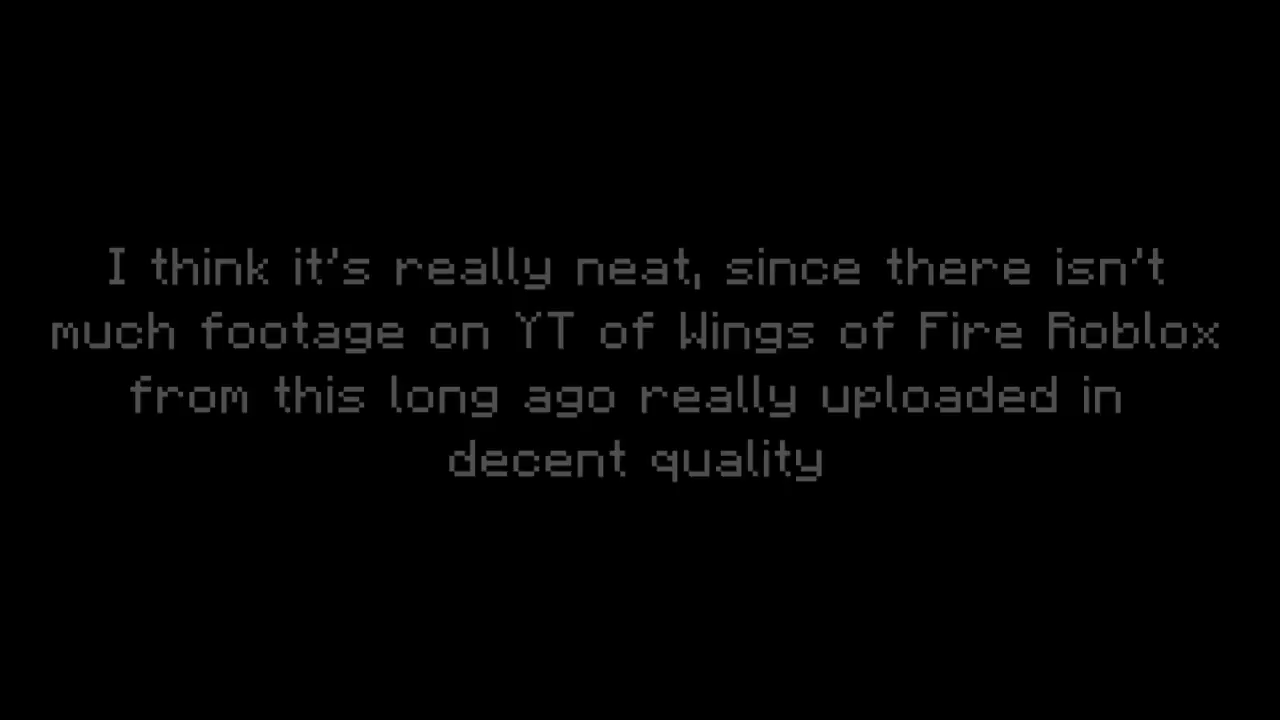 I think it's really neat, since there isn't
much footage on YT of Wings of Fire Roblox
from this long ago really uploaded in
decent quality